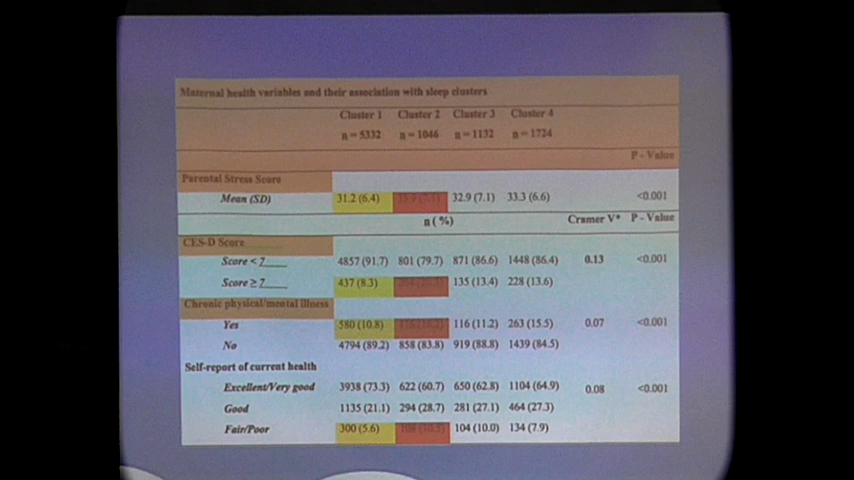 Maternal health variables and their association with sleep clusters
Cluster 1 Cluster 2 Cluster 3 Cluster 4
n = 5332 n = 1046 n = 1132 n = 1724
P - Value
Parental Stress Score
Mean (SD) 31.2 (6.4) 32.9 (7.1) 33.3 (6.6) <0.001
n ( %) Cramer V* P - Value
CES-D Score
Score < 7 4857 (91.7) 801 (79.7) 871 (86.6) 1448 (86.4) 0.13 <0.001
Score ≥ 7 437 (8.3) 135 (13.4) 228 (13.6)
Chronic physical/mental illness
Yes 580 (10.8) 116 (11.2) 263 (15.5) 0.07 <0.001
No 4794 (89.2) 858 (83.8) 919 (88.8) 1439 (84.5)
Self-report of current health
Excellent/Very good 3938 (73.3) 622 (60.7) 650 (62.8) 1104 (64.9) 0.08 <0.001
Good 1135 (21.1) 294 (28.7) 281 (27.1) 464 (27.3)
Fair/Poor 300 (5.6) 104 (10.0) 134 (7.9)